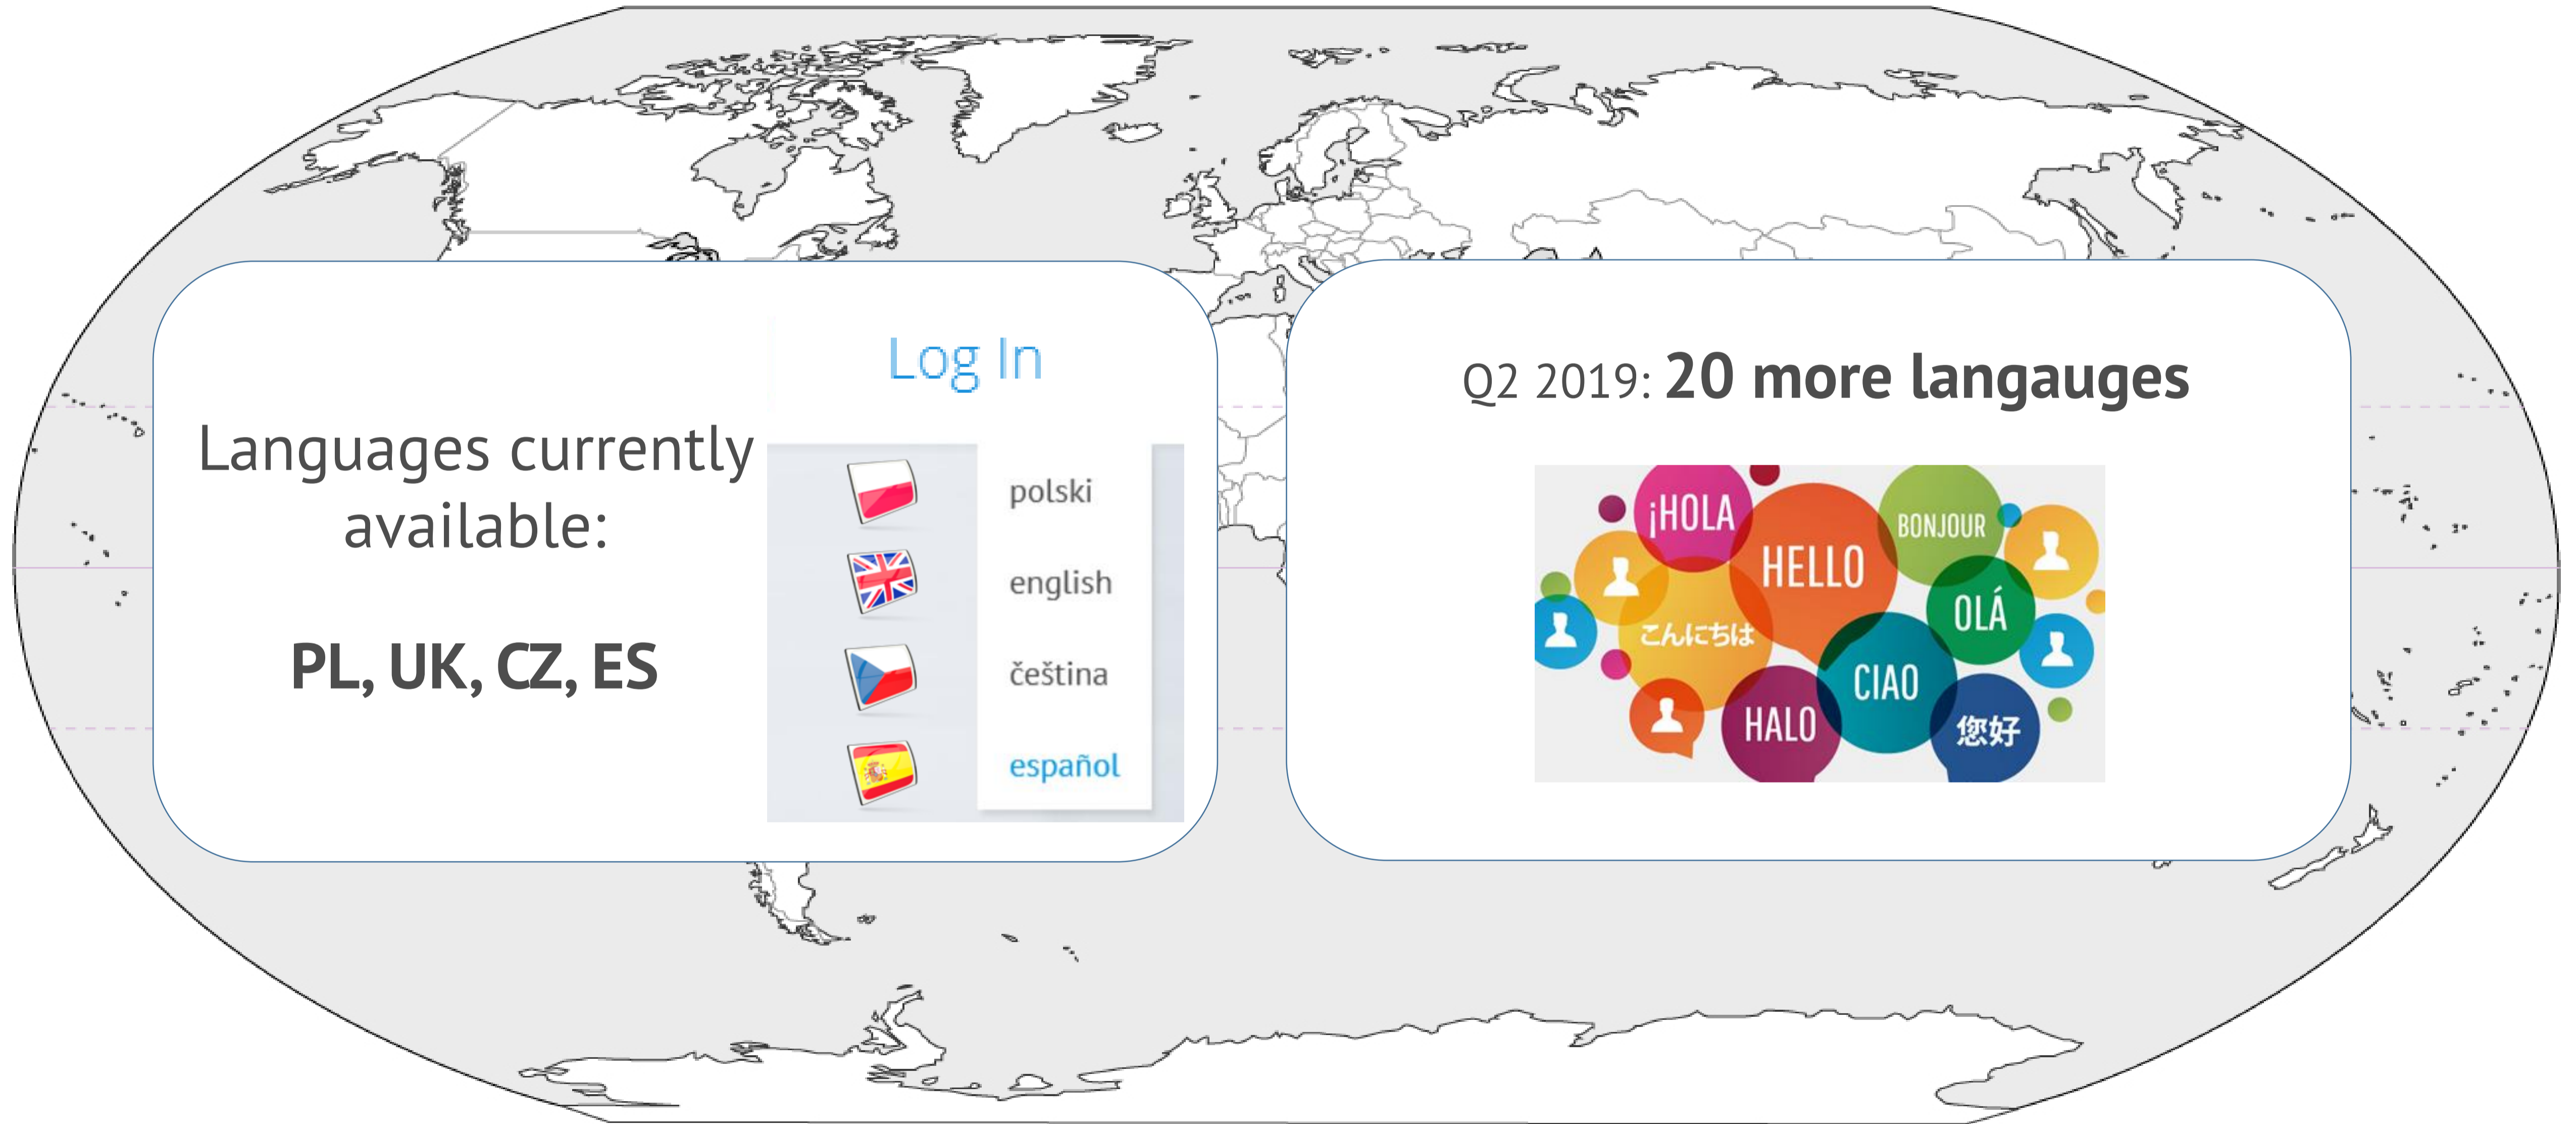 Languages currently
available:
PL, UK, CZ, ES
Log In
polski
english
čeština
español
Q2 2019: 20 more langauges
¡HOLA
HELLO
BONJOUR
OLÁ
こんにちは
CIAO
HALO
您好